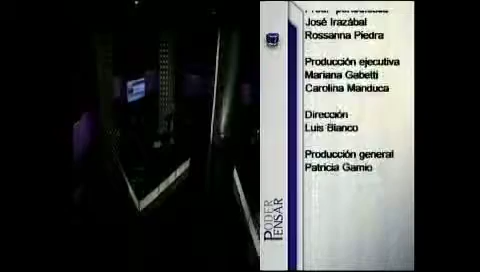 José Irazábal
Rossanna Piedra
Producción ejecutiva
Mariana Gabetti
Carolina Manduca
Dirección
Luis Blanco
Producción general
Patricia Gamio
PODER
PENSAR